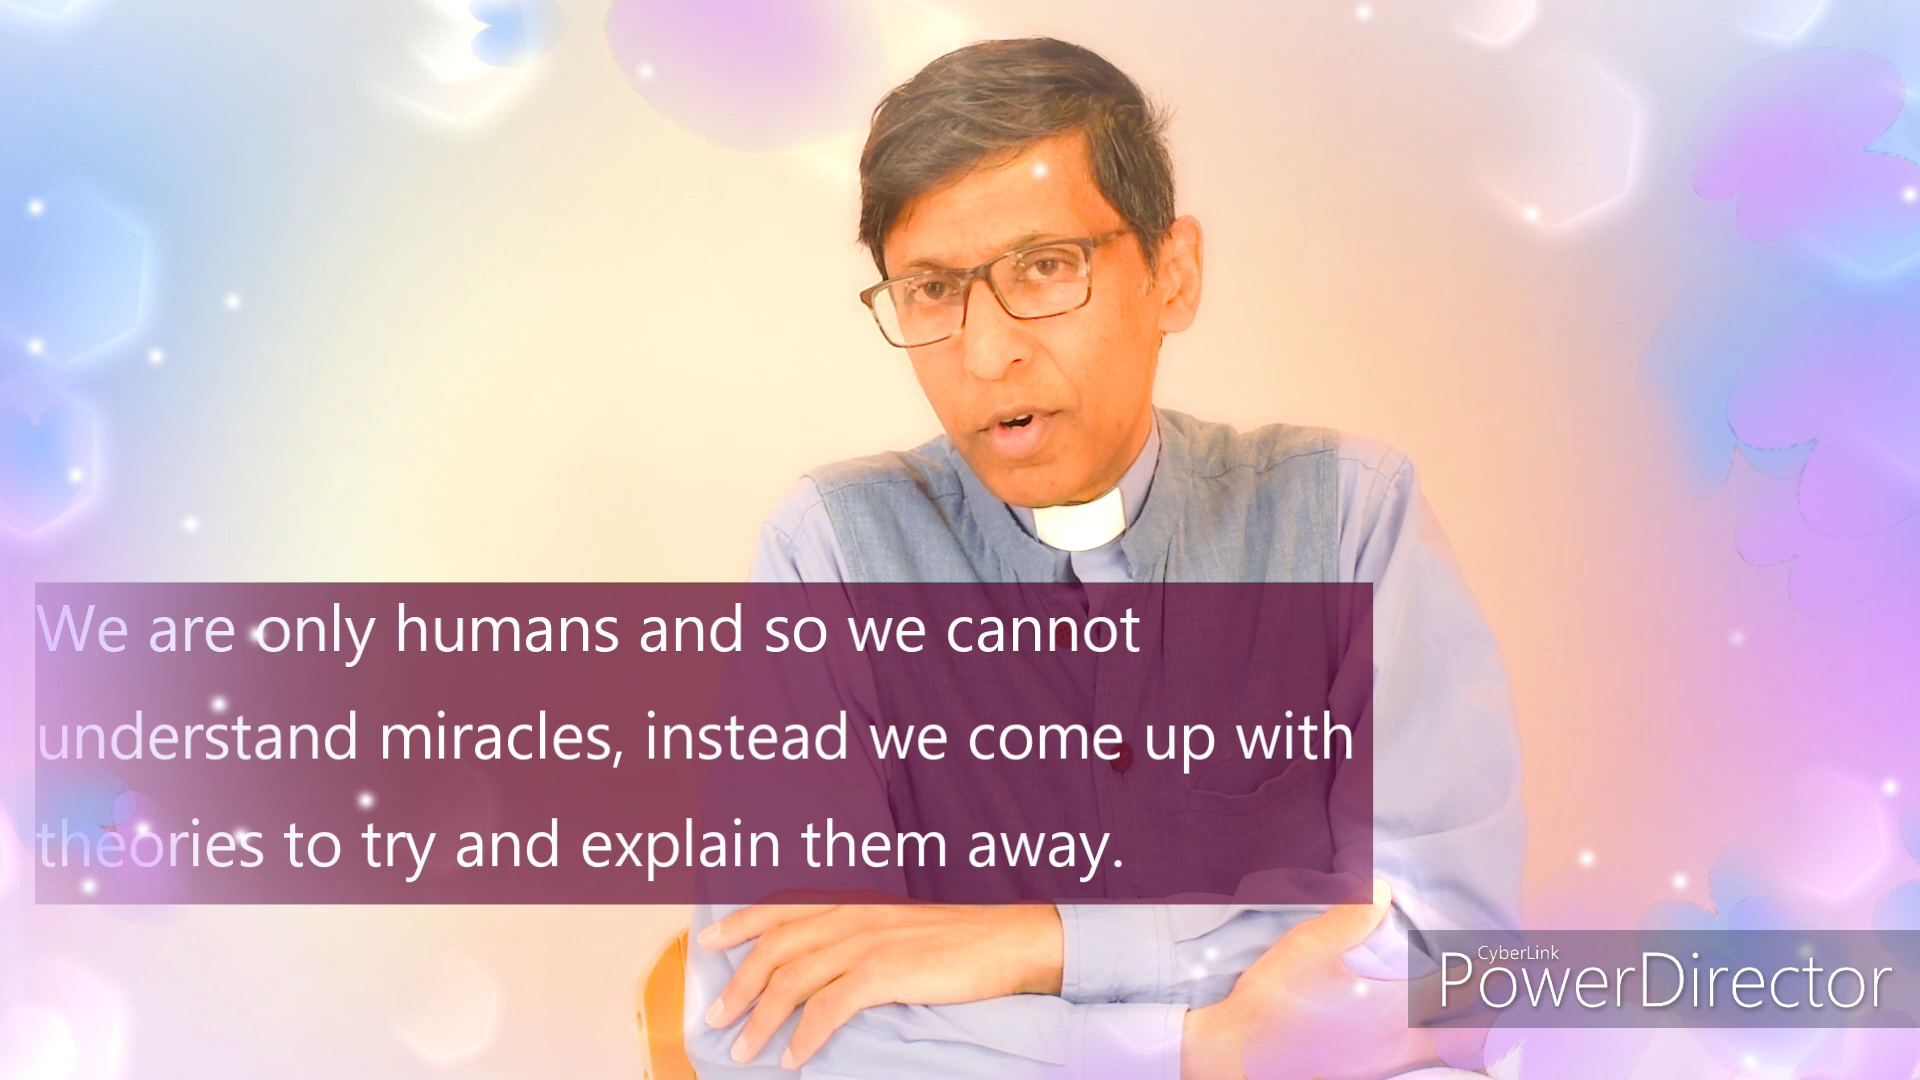 We are only humans and so we cannot
understand miracles, instead we come up with
theories to try and explain them away.
CyberLink
PowerDirector